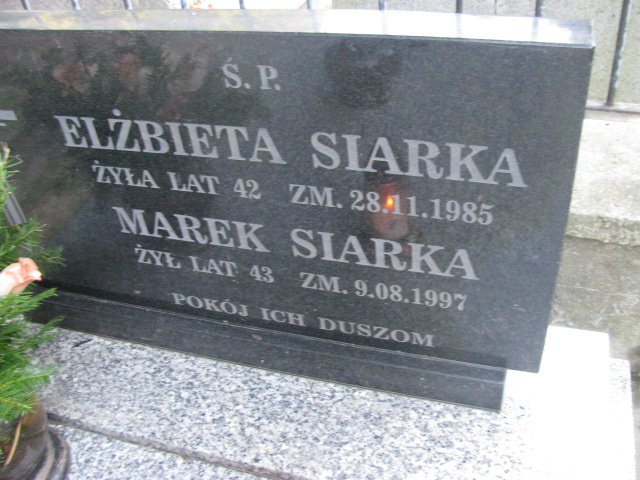 Ś. P.
ELŻBIETA SIARKA
ŻYŁA LAT 42 ZM. 28.11.1985
MAREK SIARKA
ŻYŁ LAT 43 ZM. 9.08.1997
POKÓJ ICH DUSZOM